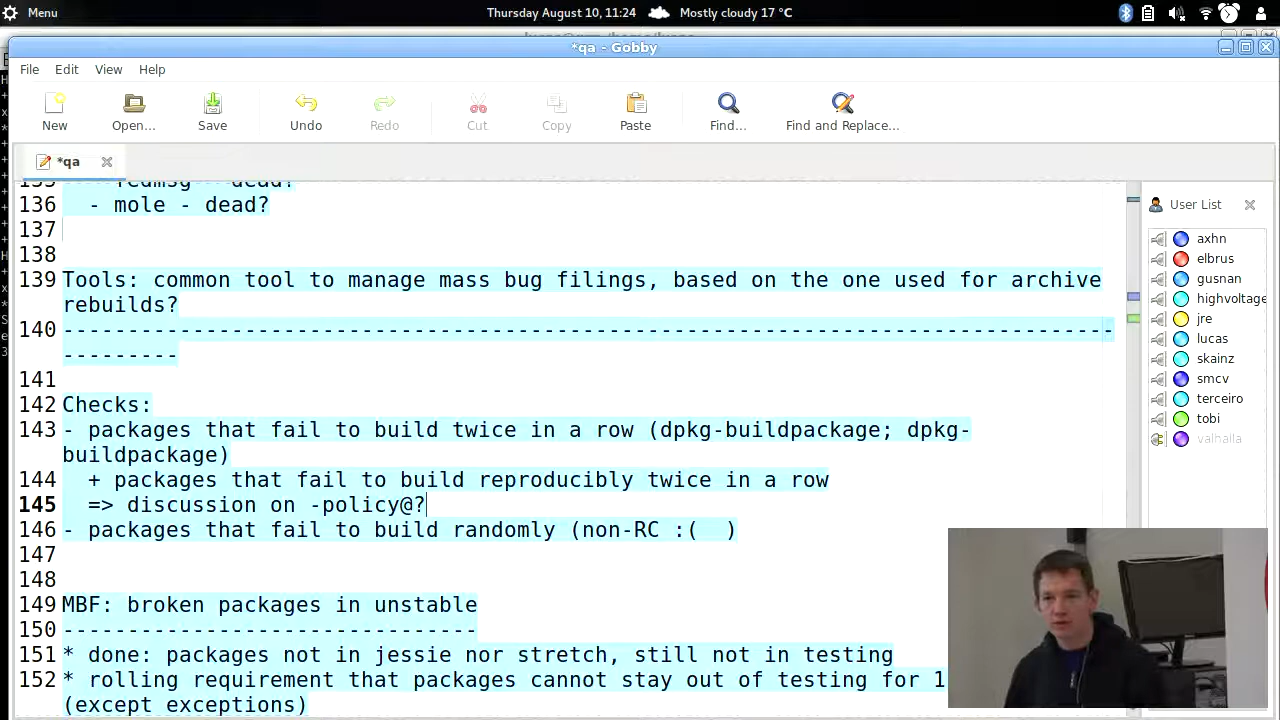 Menu
Thursday August 10, 11:24
Mostly cloudy 17 °C
*qa - Gobby
File Edit View Help
New Open... Save Undo Redo Cut Copy Paste Find... Find and Replace...
*qa
User List
136 - mole - dead?
137
138
139 Tools: common tool to manage mass bug filings, based on the one used for archive
rebuilds?
140 ----------------------------------------------------------------------------------
---------
141
142 Checks:
143 - packages that fail to build twice in a row (dpkg-buildpackage; dpkg-
buildpackage)
144 + packages that fail to build reproducibly twice in a row
145 => discussion on -policy@?
146 - packages that fail to build randomly (non-RC :(  )
147
148
149 MBF: broken packages in unstable
150 --------------------------------
151 * done: packages not in jessie nor stretch, still not in testing
152 * rolling requirement that packages cannot stay out of testing for 1
(except exceptions)
axhn
elbrus
gusnan
highvoltage
jre
lucas
skainz
smcv
terceiro
tobi
valhalla